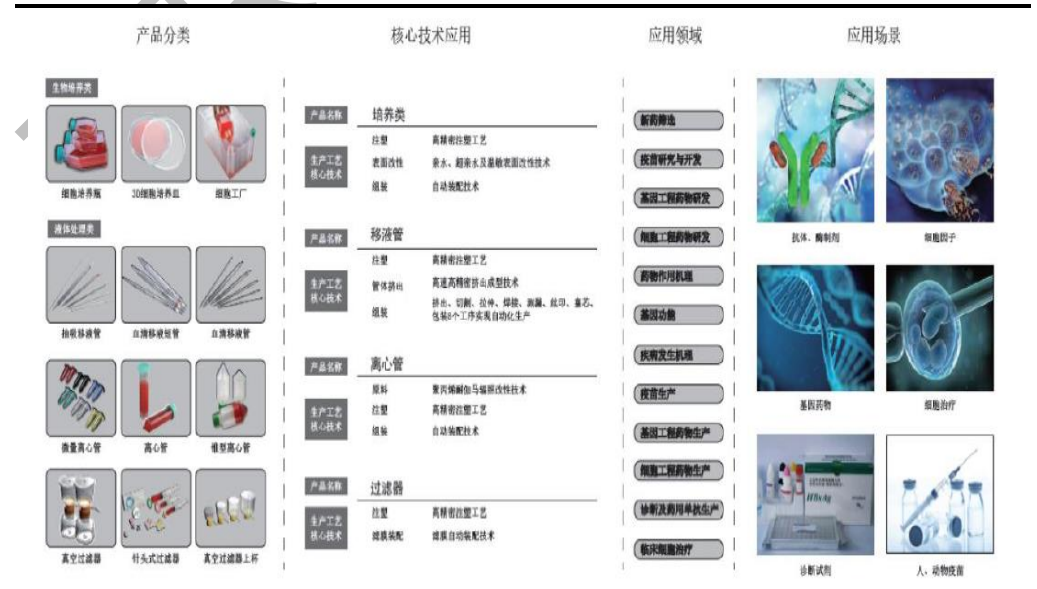 产品分类
核心技术应用
应用领域
应用场景
生物培养类
细胞培养瓶
3D细胞培养皿
细胞工厂
液体处理类
抽吸移液管
血清移液短管
血清移液管
微量离心管
离心管
锥型离心管
真空过滤器
针头式过滤器
真空过滤器上杯
产品名称
培养类
生产工艺
核心技术
注塑
高精密注塑工艺
表面改性
亲水、超亲水及温敏表面改性技术
组装
自动装配技术
产品名称
移液管
生产工艺
核心技术
注塑
高精密注塑工艺
管体挤出
高速高精密挤出成型技术
组装
挤出、切割、拉伸、焊接、测漏、丝印、塞芯、
包装8个工序实现自动化生产
产品名称
离心管
生产工艺
核心技术
原料
聚丙烯耐伽马辐照改性技术
注塑
高精密注塑工艺
组装
自动装配技术
产品名称
过滤器
生产工艺
核心技术
注塑
高精密注塑工艺
滤膜装配
滤膜自动装配技术
新药筛选
疫苗研究与开发
基因工程药物研发
细胞工程药物研发
药物作用机理
基因功能
疾病发生机理
疫苗生产
基因工程药物生产
细胞工程药物生产
诊断及药用单抗生产
临床细胞治疗
抗体、酶制剂
细胞因子
基因药物
细胞治疗
HBsAg
诊断试剂
人、动物疫苗